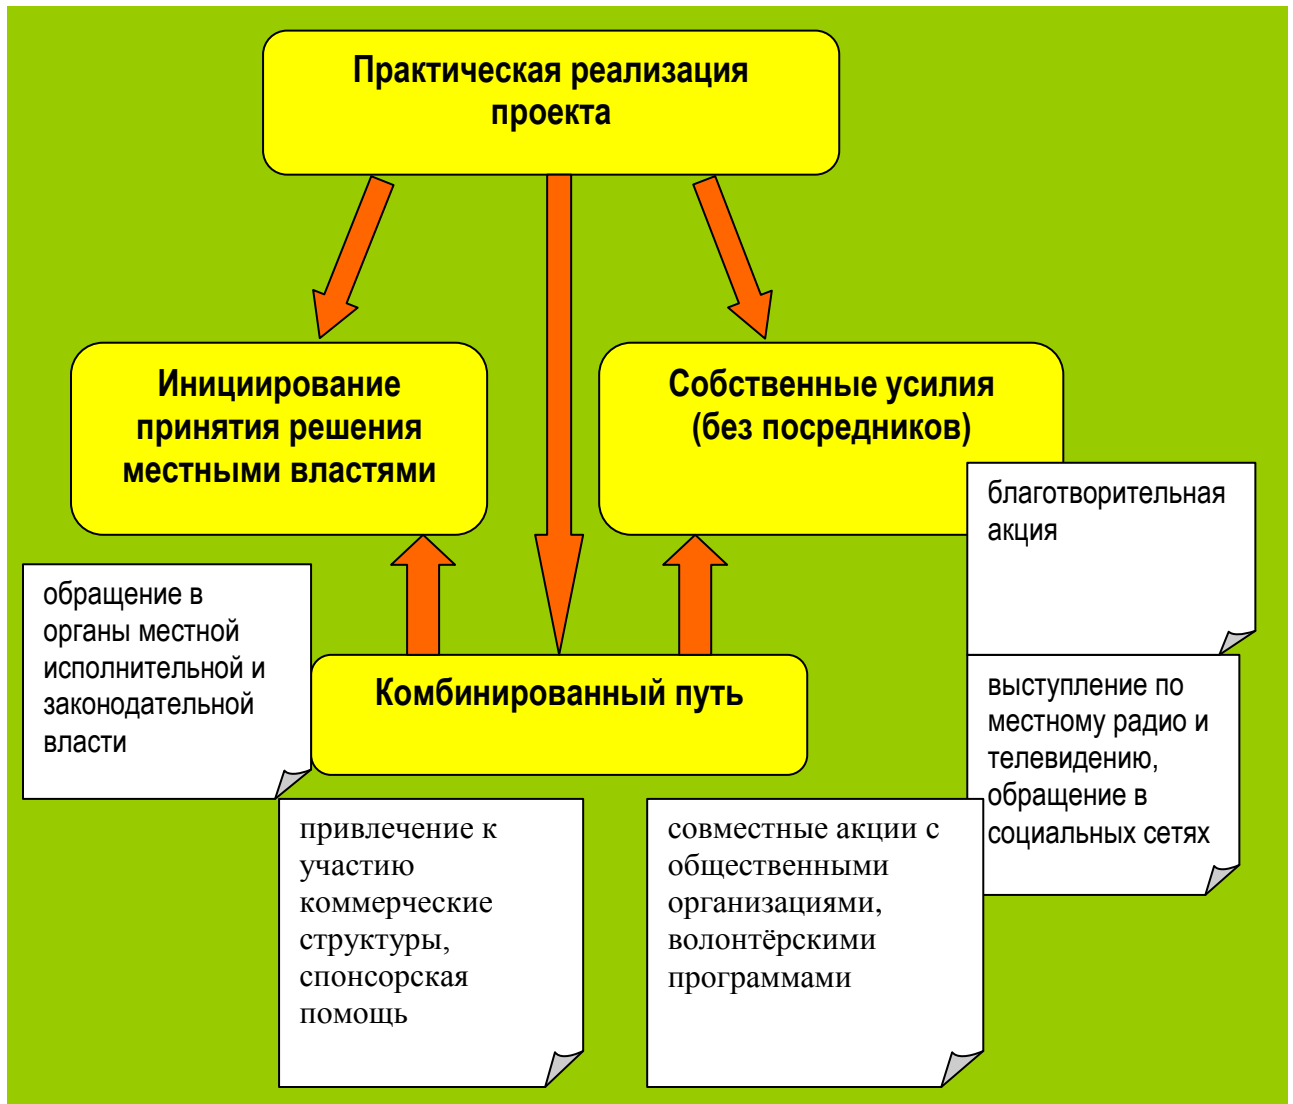 Практическая реализация
проекта
Инициирование
принятия решения
местными властями
Собственные усилия
(без посредников)
благотворительная
акция
обращение в
органы местной
исполнительной и
законодательной
власти
Комбинированный путь
выступление по
местному радио и
телевидению,
обращение в
социальных сетях
привлечение к
участию
коммерческие
структуры,
спонсорская
помощь
совместные акции с
общественными
организациями,
волонтёрскими
программами